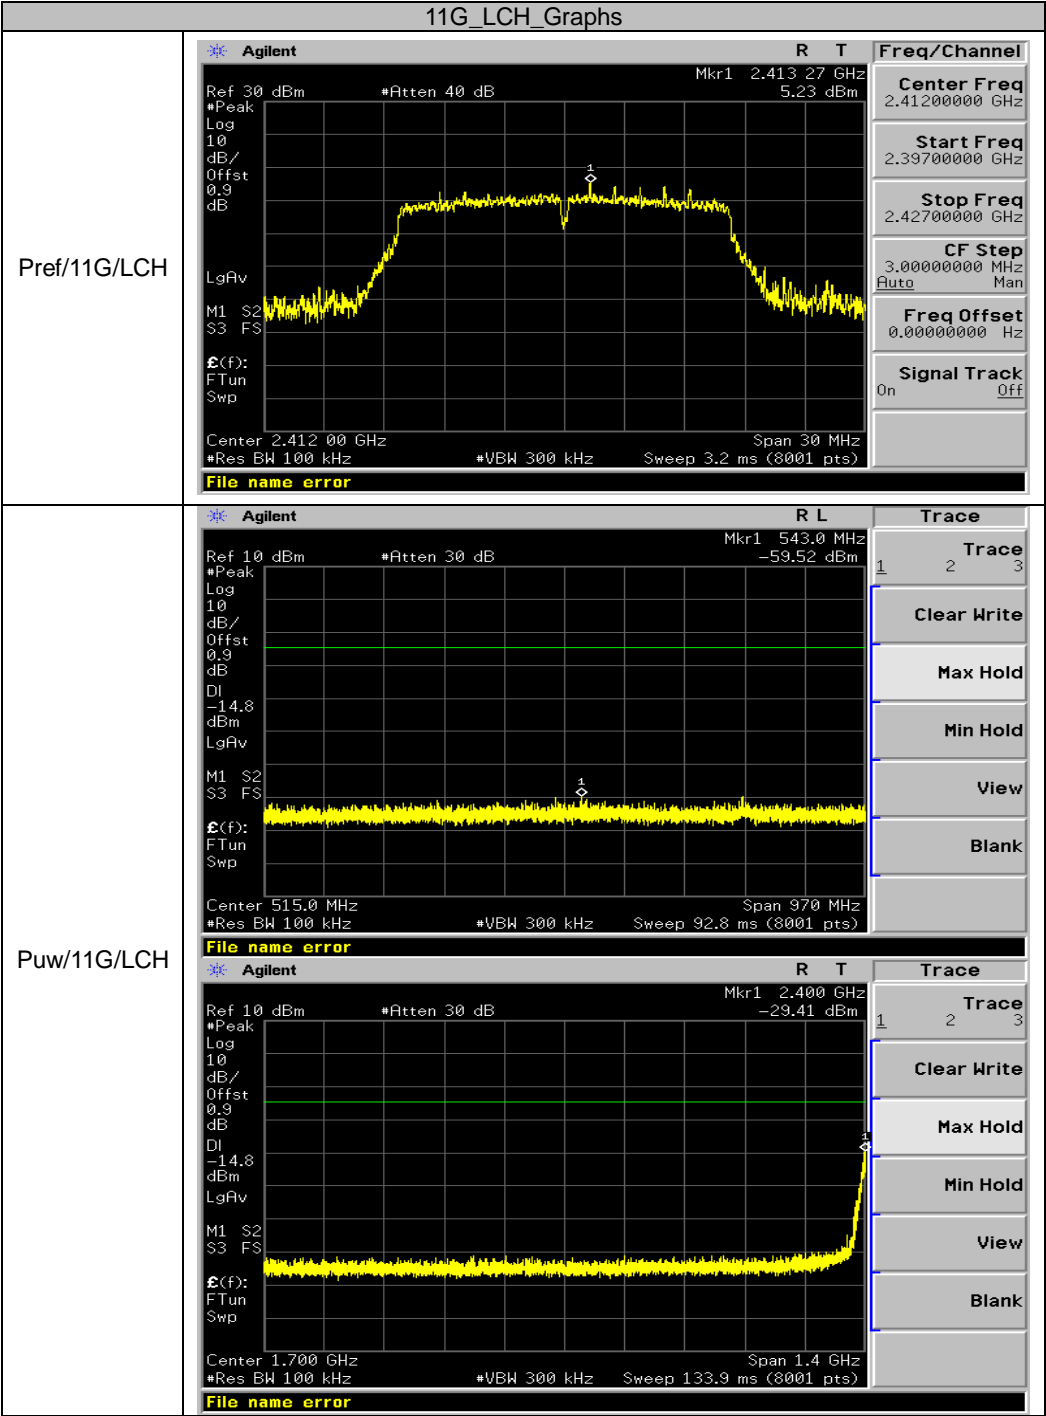 11G_LCH_Graphs
Pref/11G/LCH
Agilent R T Freq/Channel
Mkr1 2.413 27 GHz
Ref 30 dBm #Atten 40 dB 5.23 dBm
#Peak
Log
10
dB/
Offst
0.9
dB
LgAv
M1 S2
S3 FS
£(f):
FTun
Swp
1
Center 2.412 00 GHz Span 30 MHz
#Res BW 100 kHz #VBW 300 kHz Sweep 3.2 ms (8001 pts)
File name error
Center Freq
2.41200000 GHz
Start Freq
2.39700000 GHz
Stop Freq
2.42700000 GHz
CF Step
3.00000000 MHz
Auto Man
Freq Offset
0.00000000 Hz
Signal Track
On Off
Puw/11G/LCH
Agilent R L Trace
Mkr1 543.0 MHz
Ref 10 dBm #Atten 30 dB -59.52 dBm
#Peak
Log
10
dB/
Offst
0.9
dB
DI
-14.8
dBm
LgAv
M1 S2
S3 FS
£(f):
FTun
Swp
1
Center 515.0 MHz Span 970 MHz
#Res BW 100 kHz #VBW 300 kHz Sweep 92.8 ms (8001 pts)
File name error
Trace
1 2 3
Clear Write
Max Hold
Min Hold
View
Blank
Agilent R T Trace
Mkr1 2.400 GHz
Ref 10 dBm #Atten 30 dB -29.41 dBm
#Peak
Log
10
dB/
Offst
0.9
dB
DI
-14.8
dBm
LgAv
M1 S2
S3 FS
£(f):
FTun
Swp
1
Center 1.700 GHz Span 1.4 GHz
#Res BW 100 kHz #VBW 300 kHz Sweep 133.9 ms (8001 pts)
File name error
Trace
1 2 3
Clear Write
Max Hold
Min Hold
View
Blank